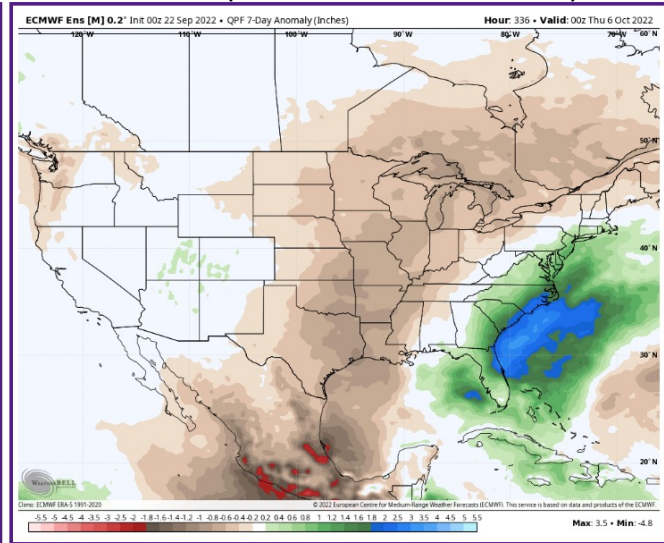 ECMWF Ens [M] 0.2° Init 00z 22 Sep 2022 • QPF 7-Day Anomaly (Inches) Hour: 336 • Valid: 00z Thu 6 Oct 2022
120°W 100°W 90°W 80°W 70°W 60°N
50°N
40°N
30°N
20°N
WeatherBELL
Climo: ECMWF ERA-5 1991-2020 © 2022 European Centre for Medium-Range Weather Forecasts (ECMWF). This service is based on data and products of the ECMWF.
-5.5 -5 -4.5 -4 -3.5 -3 -2.5 -2 -1.8 -1.6 -1.4 -1.2 -1 -0.8 -0.6 -0.4 -0.2 0.2 0.4 0.6 0.8 1 1.2 1.4 1.6 1.8 2 2.5 3 3.5 4 4.5 5 5.5 Max: 3.5 • Min: -4.8